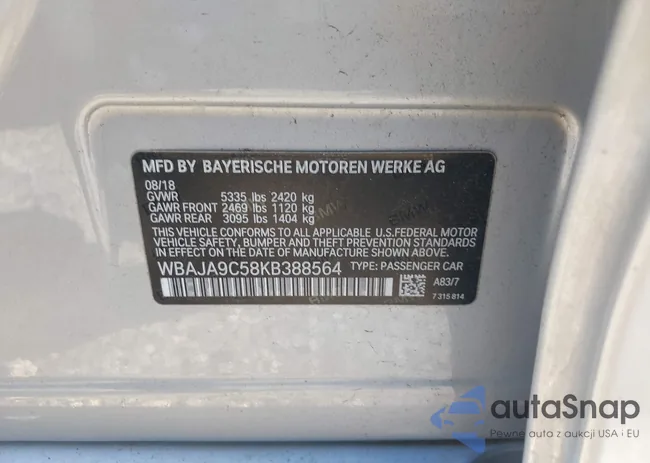 MFD BY BAYERISCHE MOTOREN WERKE AG
08/18
GVWR 5335 lbs 2420 kg
GAWR FRONT 2469 lbs 1120 kg
GAWR REAR 3095 lbs 1404 kg
THIS VEHICLE CONFORMS TO ALL APPLICABLE U.S.FEDERAL MOTOR
VEHICLE SAFETY, BUMPER AND THEFT PREVENTION STANDARDS IN
EFFECT ON THE DATE OF MANUFACTURE SHOWN ABOVE.
WBAJA9C58KB388564 TYPE: PASSENGER CAR
A83/7
7 315 814
autaSnap
Pewne auta z aukcji USA i EU